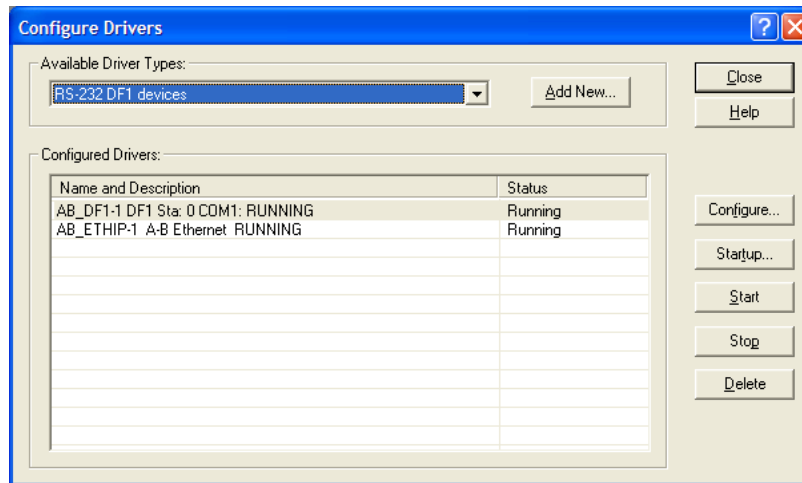 Configure Drivers
Available Driver Types:
RS-232 DF1 devices
Add New...
Close
Help
Configured Drivers:
Name and Description Status
AB_DF1-1 DF1 Sta: 0 COM1: RUNNING Running
AB_ETHIP-1 A-B Ethernet RUNNING Running
Configure...
Startup...
Start
Stop
Delete